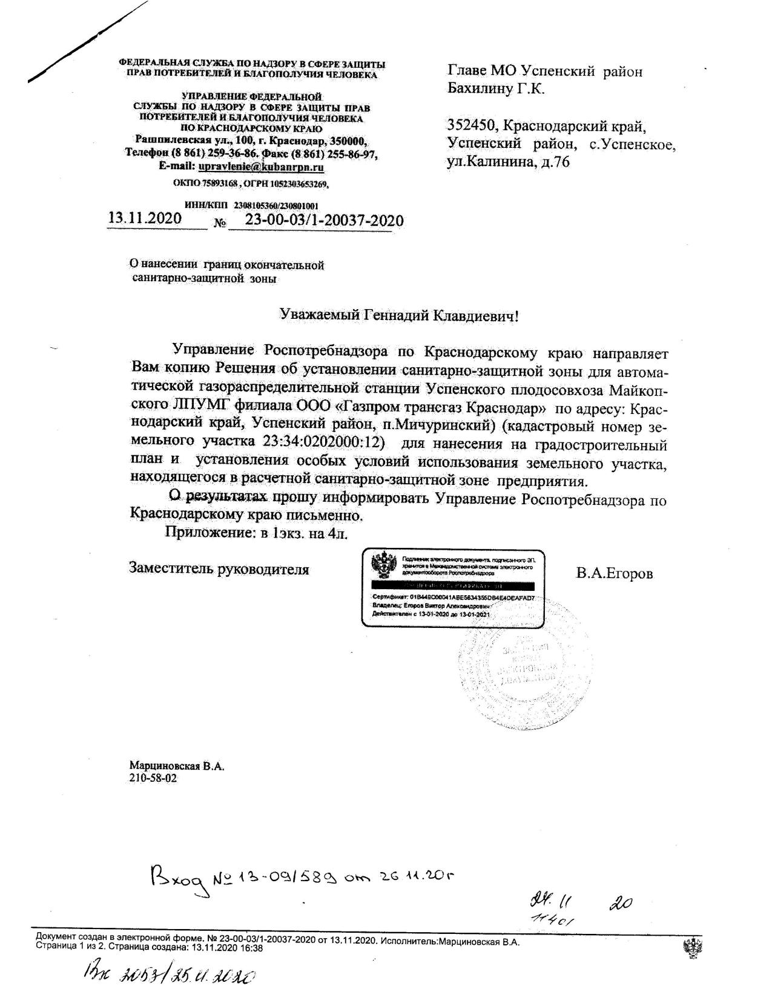 ФЕДЕРАЛЬНАЯ СЛУЖБА ПО НАДЗОРУ В СФЕРЕ ЗАЩИТЫ
ПРАВ ПОТРЕБИТЕЛЕЙ И БЛАГОПОЛУЧИЯ ЧЕЛОВЕКА
УПРАВЛЕНИЕ ФЕДЕРАЛЬНОЙ
СЛУЖБЫ ПО НАДЗОРУ В СФЕРЕ ЗАЩИТЫ ПРАВ
ПОТРЕБИТЕЛЕЙ И БЛАГОПОЛУЧИЯ ЧЕЛОВЕКА
ПО КРАСНОДАРСКОМУ КРАЮ
Рашпилевская ул., 100, г. Краснодар, 350000,
Телефон (8 861) 259-36-86. Факс (8 861) 255-86-97,
E-mail: upravlenie@kubanrpn.ru
ОКПО 75893168 , ОГРН 1052303653269,
ИНН/КПП 2308105360/230801001
13.11.2020 № 23-00-03/1-20037-2020
Главе МО Успенский район
Бахилину Г.К.
352450, Краснодарский край,
Успенский район, с.Успенское,
ул.Калинина, д.76
О нанесении границ окончательной
санитарно-защитной зоны
Уважаемый Геннадий Клавдиевич!
Управление Роспотребнадзора по Краснодарскому краю направляет
Вам копию Решения об установлении санитарно-защитной зоны для автома-
тической газораспределительной станции Успенского плодосовхоза Майкоп-
ского ЛПУМГ филиала ООО «Газпром трансгаз Краснодар» по адресу: Крас-
нодарский край, Успенский район, п.Мичуринский) (кадастровый номер зе-
мельного участка 23:34:0202000:12) для нанесения на градостроительный
план и установления особых условий использования земельного участка,
находящегося в расчетной санитарно-защитной зоне предприятия.
О результатах прошу информировать Управление Роспотребнадзора по
Краснодарскому краю письменно.
Приложение: в 1экз. на 4л.
Заместитель руководителя
Подлинник электронного документа, подписанного ЭП,
хранится в Межведомственной системе электронного
документооборота Роспотребнадзора
Сертификат: 01B449C00041ABE5834355DB4E4DEAFAD7
Владелец: Егоров Виктор Александрович
Действителен с 13-01-2020 до 13-01-2021
В.А.Егоров
Марциновская В.А.
210-58-02
Вход № 13-09/589 от 26 11.20г
24. 11 20
11401
Документ создан в электронной форме. № 23-00-03/1-20037-2020 от 13.11.2020. Исполнитель:Марциновская В.А.
Страница 1 из 2. Страница создана: 13.11.2020 16:38
Вх 2053/25.11.2020